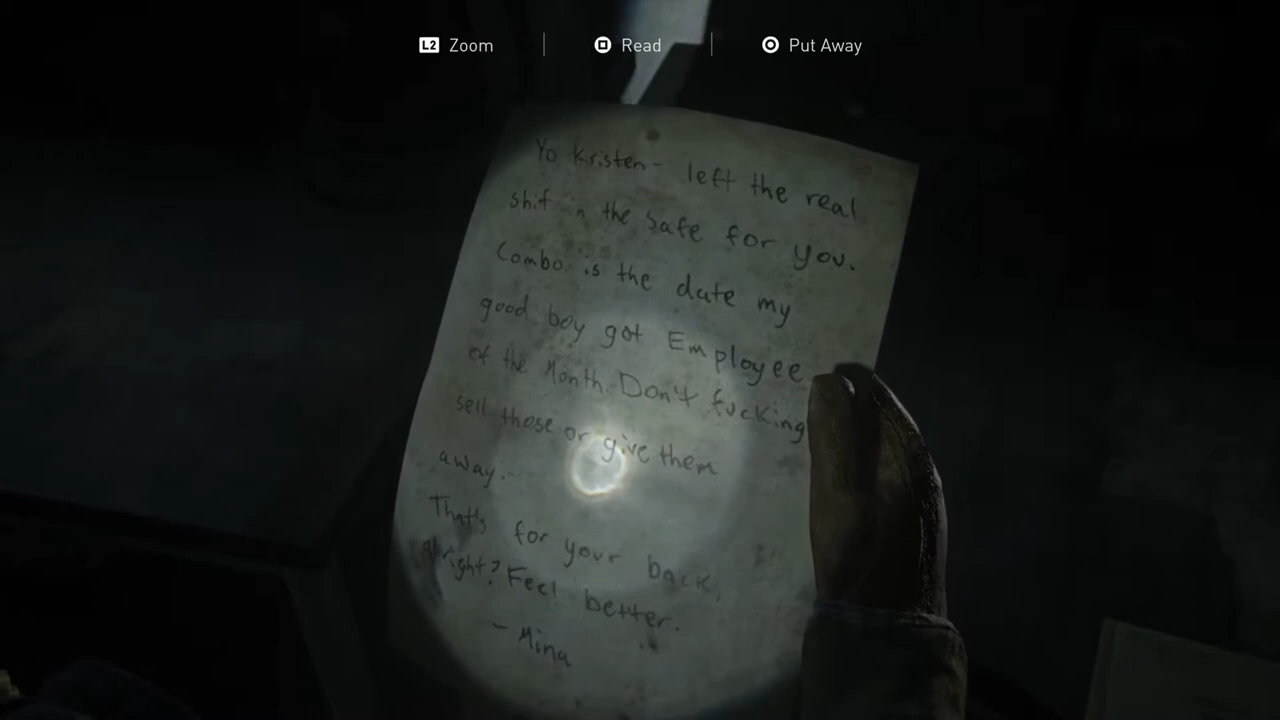 L2 Zoom | Read | Put Away
Yo Kristen- left the real
shit in the safe for you.
Combo is the date my
good boy got Employee
of the Month. Don't fucking
sell those or give them
away.-
That's for your back,
alright? Feel better.
- Mina